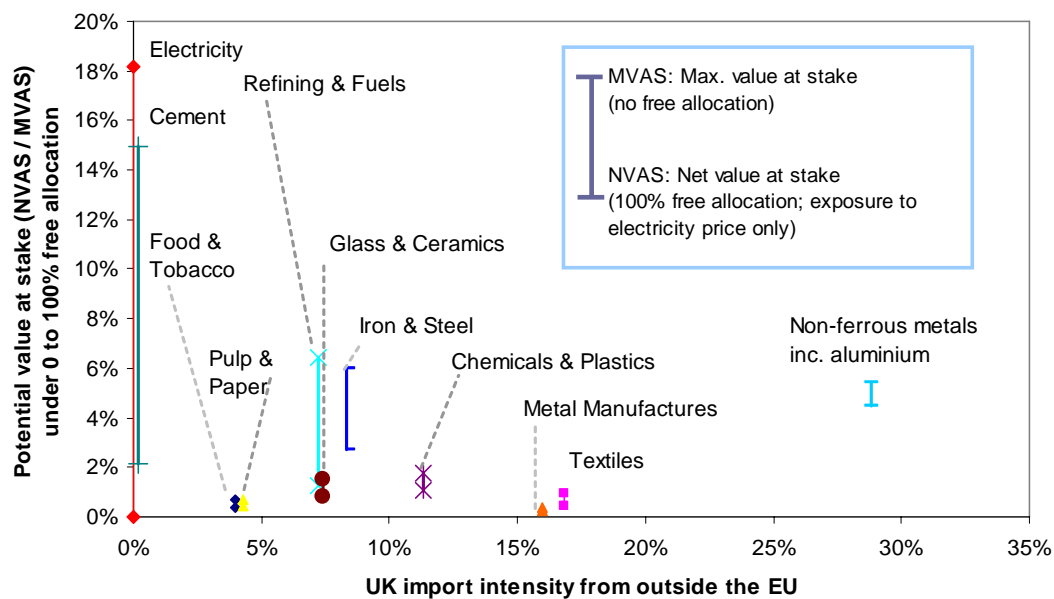 Potential value at stake (NVAS / MVAS)
under 0 to 100% free allocation
20%
18%
16%
14%
12%
10%
8%
6%
4%
2%
0%
Electricity
Refining & Fuels
Cement
Food &
Tobacco
Glass & Ceramics
Pulp &
Paper
Iron & Steel
Chemicals & Plastics
Metal Manufactures
Textiles
Non-ferrous metals
inc. aluminium
MVAS: Max. value at stake
(no free allocation)
NVAS: Net value at stake
(100% free allocation; exposure to
electricity price only)
0%
5%
10%
15%
20%
25%
30%
35%
UK import intensity from outside the EU